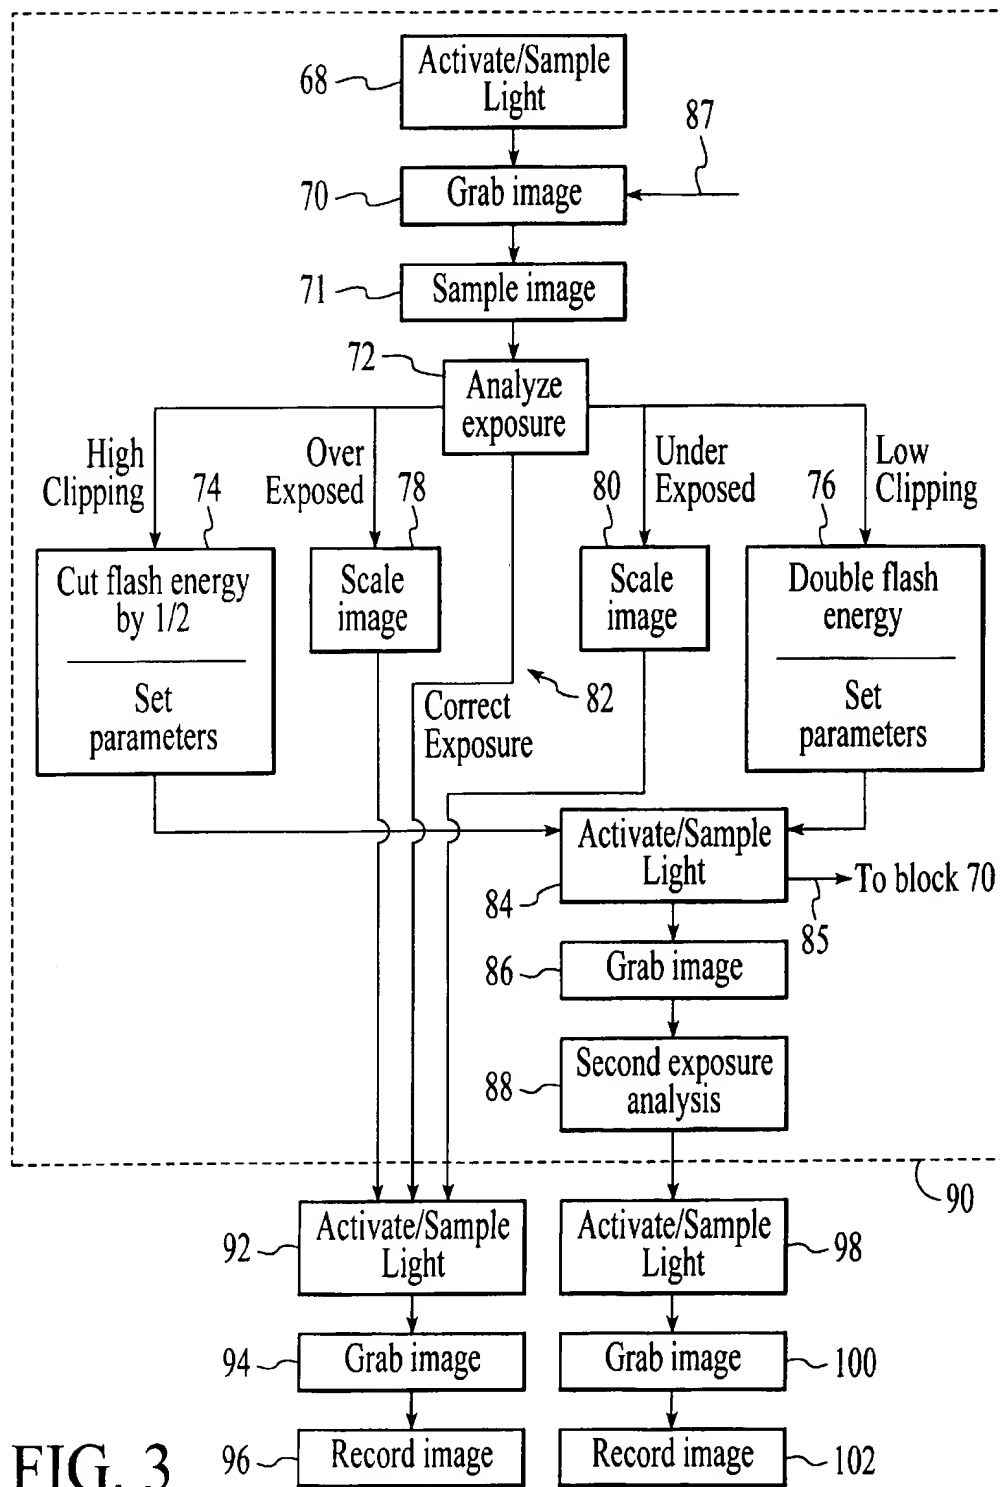 Activate/Sample
Light
68
87
Grab image
70
Sample image
71
72
Analyze
exposure
High
Clipping
74
Over
Exposed
78
80
Under
Exposed
76
Low
Clipping
Cut flash energy
by 1/2
Set
parameters
Scale
image
Scale
image
Double flash
energy
Set
parameters
82
Correct
Exposure
Activate/Sample
Light
84
To block 70
85
86
Grab image
88
Second exposure
analysis
90
92
Activate/Sample
Light
Activate/Sample
Light
98
94
Grab image
Grab image
100
FIG. 3
96
Record image
Record image
102